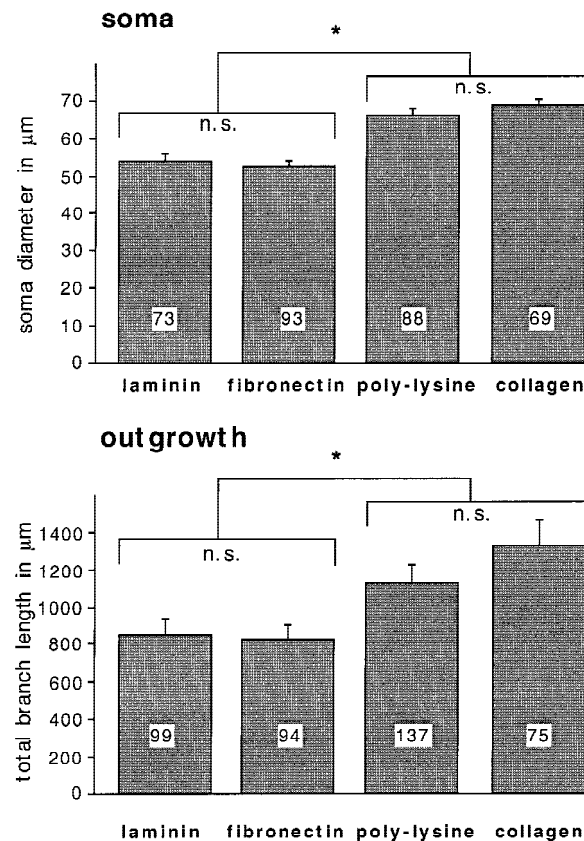 soma
*
n.s.
n.s.
soma diameter in µm
70
60
50
40
30
20
10
0
73
93
88
69
laminin
fibronectin
poly-lysine
collagen
outgrowth
*
n.s.
n.s.
total branch length in µm
1400
1200
1000
800
600
400
200
0
99
94
137
75
laminin
fibronectin
poly-lysine
collagen